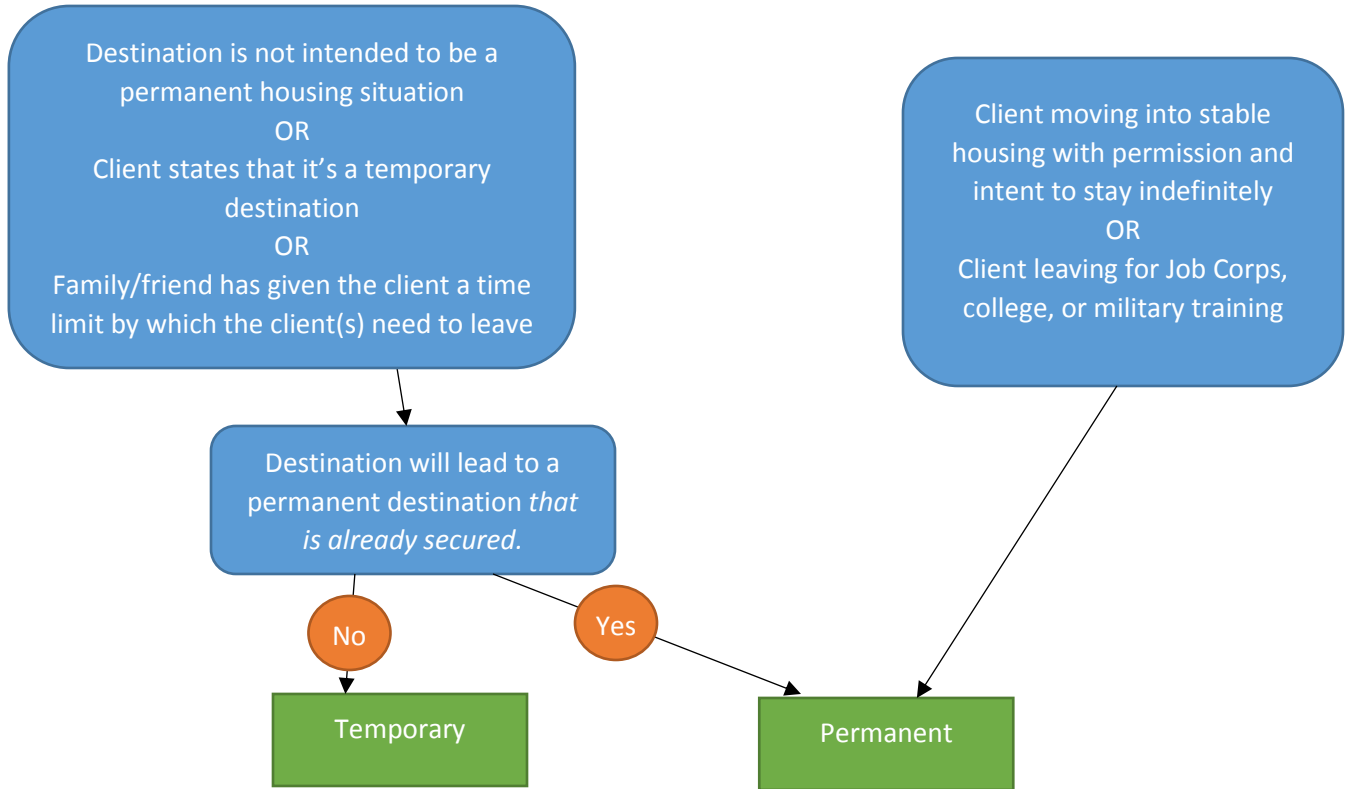 Destination is not intended to be a
permanent housing situation
OR
Client states that it’s a temporary
destination
OR
Family/friend has given the client a time
limit by which the client(s) need to leave
Client moving into stable
housing with permission and
intent to stay indefinitely
OR
Client leaving for Job Corps,
college, or military training
Destination will lead to a
permanent destination that
is already secured.
No
Yes
Temporary
Permanent